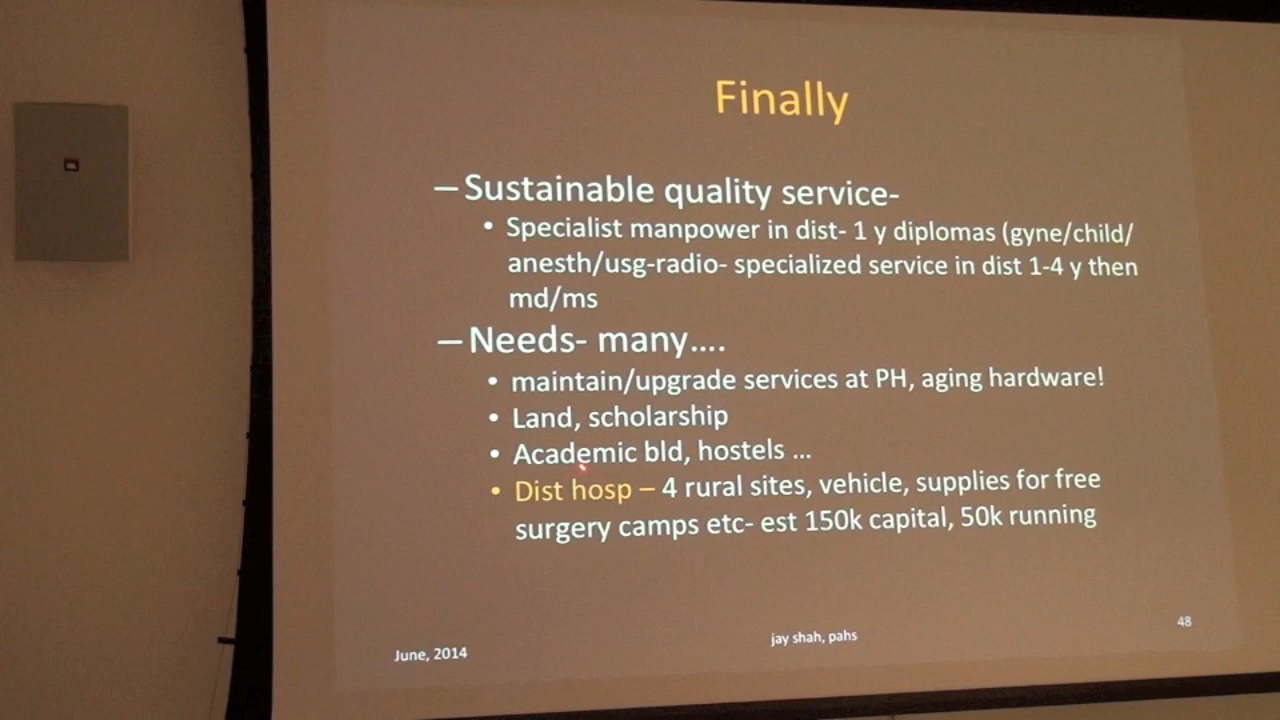 Finally
– Sustainable quality service-
• Specialist manpower in dist- 1 y diplomas (gyne/child/
anesth/usg-radio- specialized service in dist 1-4 y then
md/ms
– Needs- many....
• maintain/upgrade services at PH, aging hardware!
• Land, scholarship
• Academic bld, hostels ...
• Dist hosp – 4 rural sites, vehicle, supplies for free
surgery camps etc- est 150k capital, 50k running
June, 2014
jay shah, pahs
48